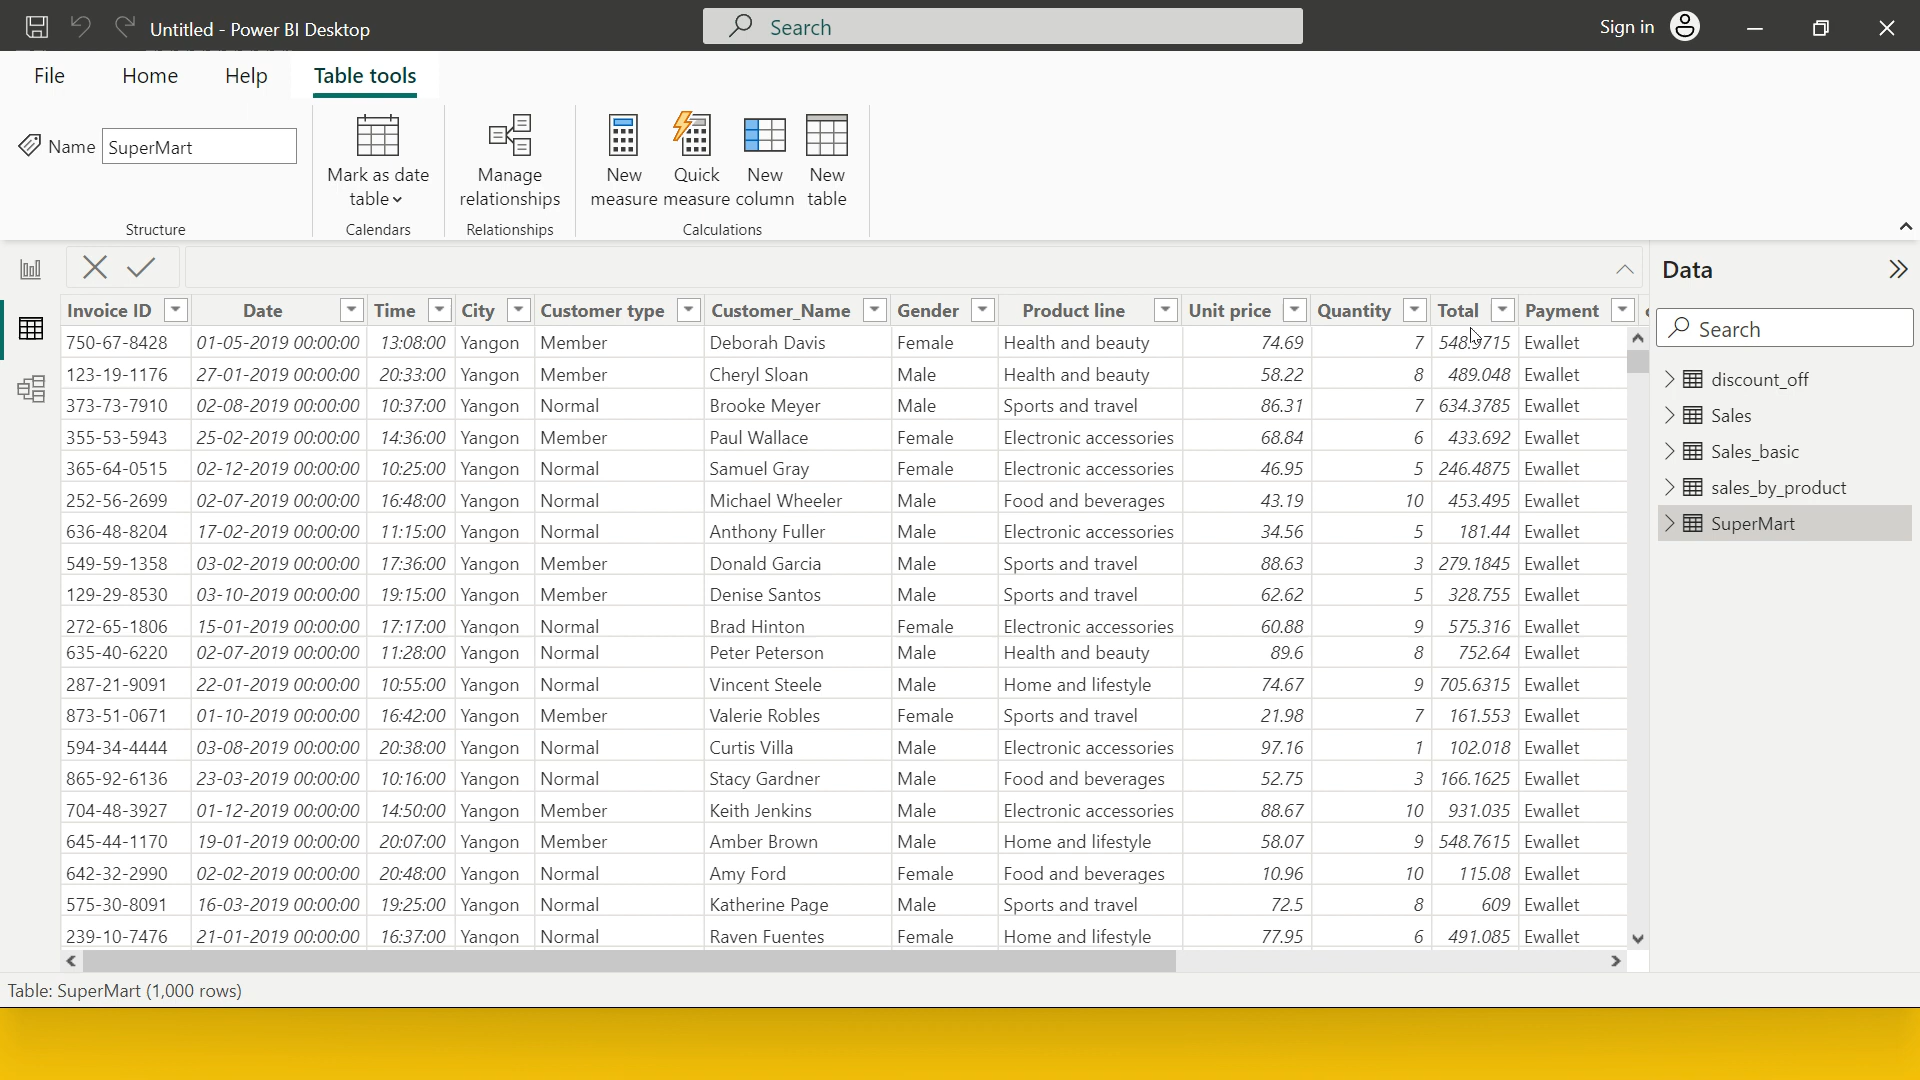 Untitled - Power BI Desktop
Search
Sign in
File
Home
Help
Table tools
Name
SuperMart
Mark as date
table
Manage
relationships
New
measure
Quick
measure
New
column
New
table
Structure
Calendars
Relationships
Calculations
Data
Invoice ID Date Time City Customer type Customer_Name Gender Product line Unit price Quantity Total Payment
750-67-8428 01-05-2019 00:00:00 13:08:00 Yangon Member Deborah Davis Female Health and beauty 74.69 7 548.9715 Ewallet
123-19-1176 27-01-2019 00:00:00 20:33:00 Yangon Member Cheryl Sloan Male Health and beauty 58.22 8 489.048 Ewallet
373-73-7910 02-08-2019 00:00:00 10:37:00 Yangon Normal Brooke Meyer Male Sports and travel 86.31 7 634.3785 Ewallet
355-53-5943 25-02-2019 00:00:00 14:36:00 Yangon Member Paul Wallace Female Electronic accessories 68.84 6 433.692 Ewallet
365-64-0515 02-12-2019 00:00:00 10:25:00 Yangon Normal Samuel Gray Female Electronic accessories 46.95 5 246.4875 Ewallet
252-56-2699 02-07-2019 00:00:00 16:48:00 Yangon Normal Michael Wheeler Male Food and beverages 43.19 10 453.495 Ewallet
636-48-8204 17-02-2019 00:00:00 11:15:00 Yangon Normal Anthony Fuller Male Electronic accessories 34.56 5 181.44 Ewallet
549-59-1358 03-02-2019 00:00:00 17:36:00 Yangon Member Donald Garcia Male Sports and travel 88.63 3 279.1845 Ewallet
129-29-8530 03-10-2019 00:00:00 19:15:00 Yangon Member Denise Santos Male Sports and travel 62.62 5 328.755 Ewallet
272-65-1806 15-01-2019 00:00:00 17:17:00 Yangon Normal Brad Hinton Female Electronic accessories 60.88 9 575.316 Ewallet
635-40-6220 02-07-2019 00:00:00 11:28:00 Yangon Normal Peter Peterson Male Health and beauty 89.6 8 752.64 Ewallet
287-21-9091 22-01-2019 00:00:00 10:55:00 Yangon Normal Vincent Steele Male Home and lifestyle 74.67 9 705.6315 Ewallet
873-51-0671 01-10-2019 00:00:00 16:42:00 Yangon Member Valerie Robles Female Sports and travel 21.98 7 161.553 Ewallet
594-34-4444 03-08-2019 00:00:00 20:38:00 Yangon Normal Curtis Villa Male Electronic accessories 97.16 1 102.018 Ewallet
865-92-6136 23-03-2019 00:00:00 10:16:00 Yangon Normal Stacy Gardner Male Food and beverages 52.75 3 166.1625 Ewallet
704-48-3927 01-12-2019 00:00:00 14:50:00 Yangon Member Keith Jenkins Male Electronic accessories 88.67 10 931.035 Ewallet
645-44-1170 19-01-2019 00:00:00 20:07:00 Yangon Member Amber Brown Male Home and lifestyle 58.07 9 548.7615 Ewallet
642-32-2990 02-02-2019 00:00:00 20:48:00 Yangon Normal Amy Ford Female Food and beverages 10.96 10 115.08 Ewallet
575-30-8091 16-03-2019 00:00:00 19:25:00 Yangon Normal Katherine Page Male Sports and travel 72.5 8 609 Ewallet
239-10-7476 21-01-2019 00:00:00 16:37:00 Yangon Normal Raven Fuentes Female Home and lifestyle 77.95 6 491.085 Ewallet
Search
discount_off
Sales
Sales_basic
sales_by_product
SuperMart
Table: SuperMart (1,000 rows)